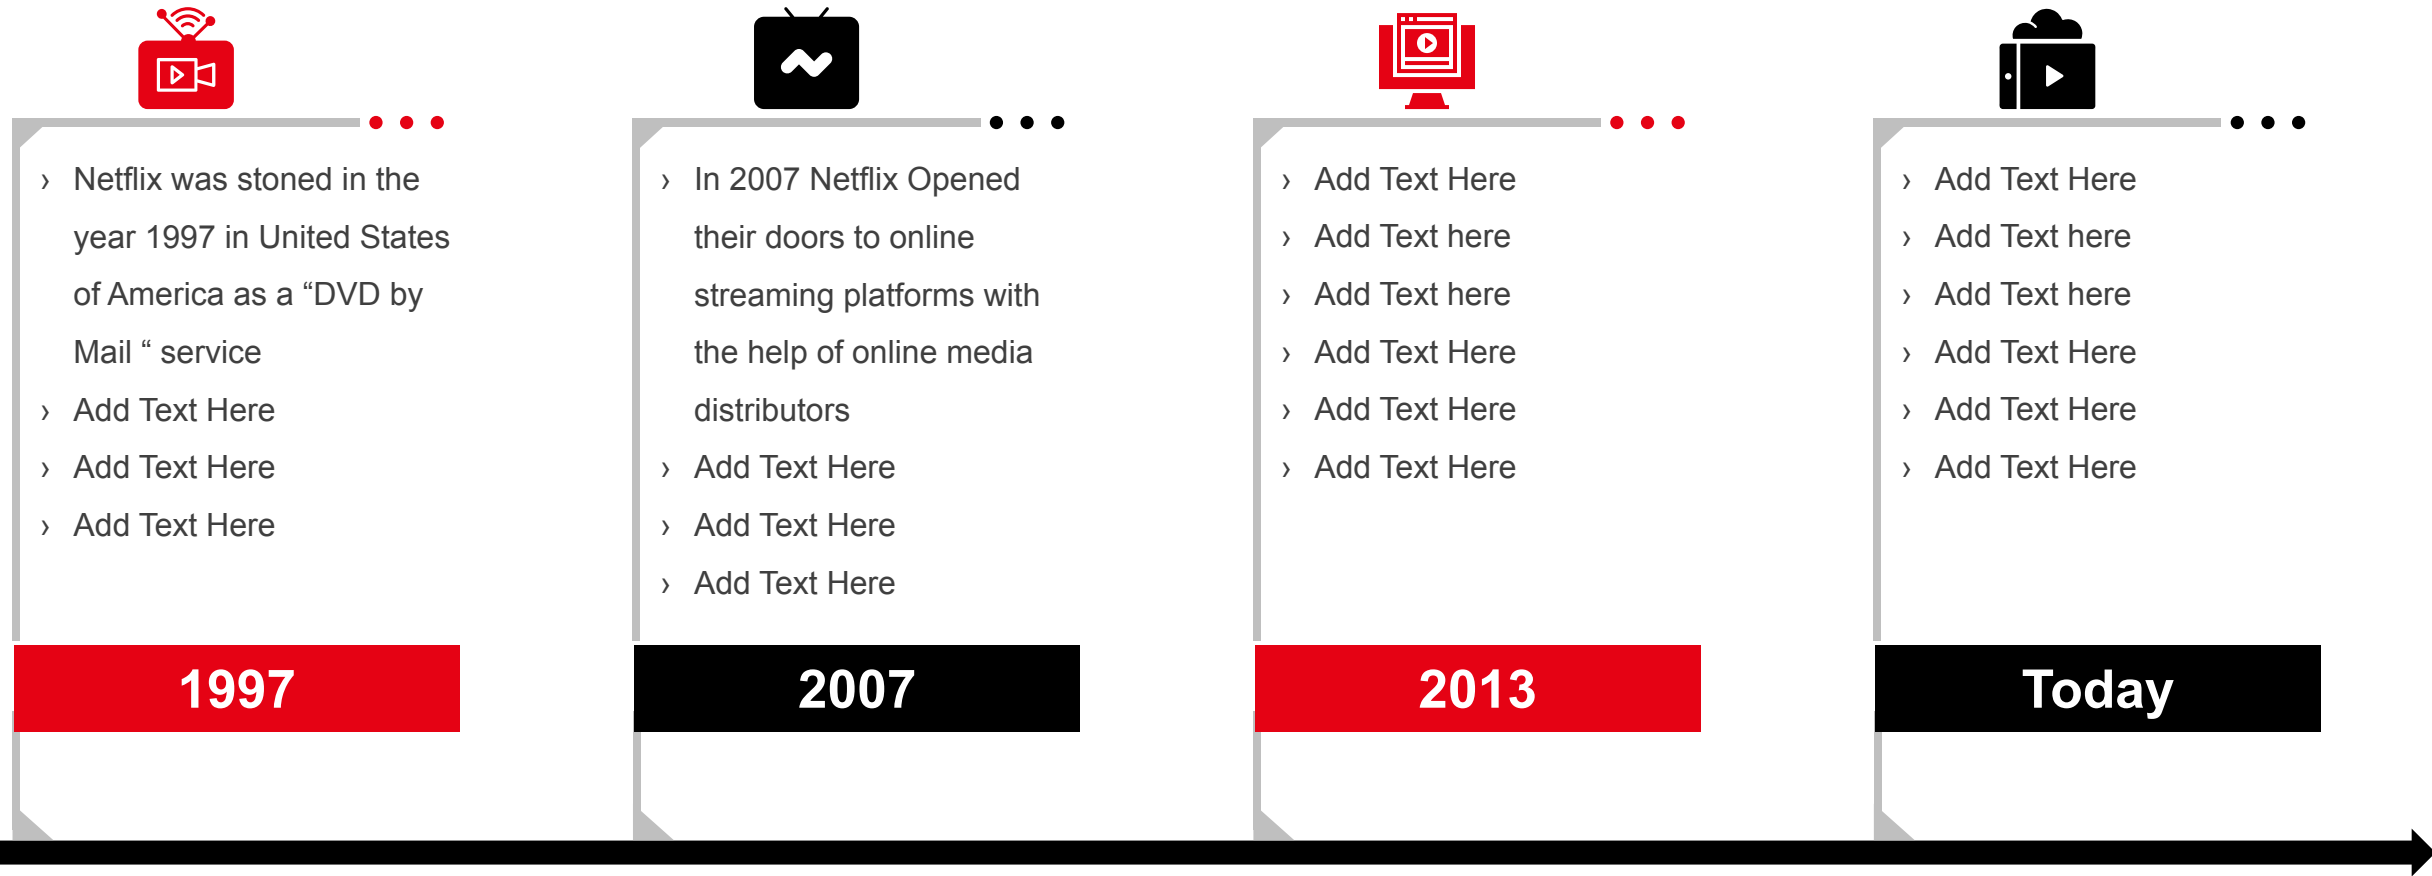 › Netflix was stoned in the
year 1997 in United States
of America as a “DVD by
Mail “ service
› Add Text Here
› Add Text Here
› Add Text Here
1997
› In 2007 Netflix Opened
their doors to online
streaming platforms with
the help of online media
distributors
› Add Text Here
› Add Text Here
› Add Text Here
2007
› Add Text Here
› Add Text here
› Add Text here
› Add Text Here
› Add Text Here
› Add Text Here
2013
› Add Text Here
› Add Text here
› Add Text here
› Add Text Here
› Add Text Here
› Add Text Here
Today